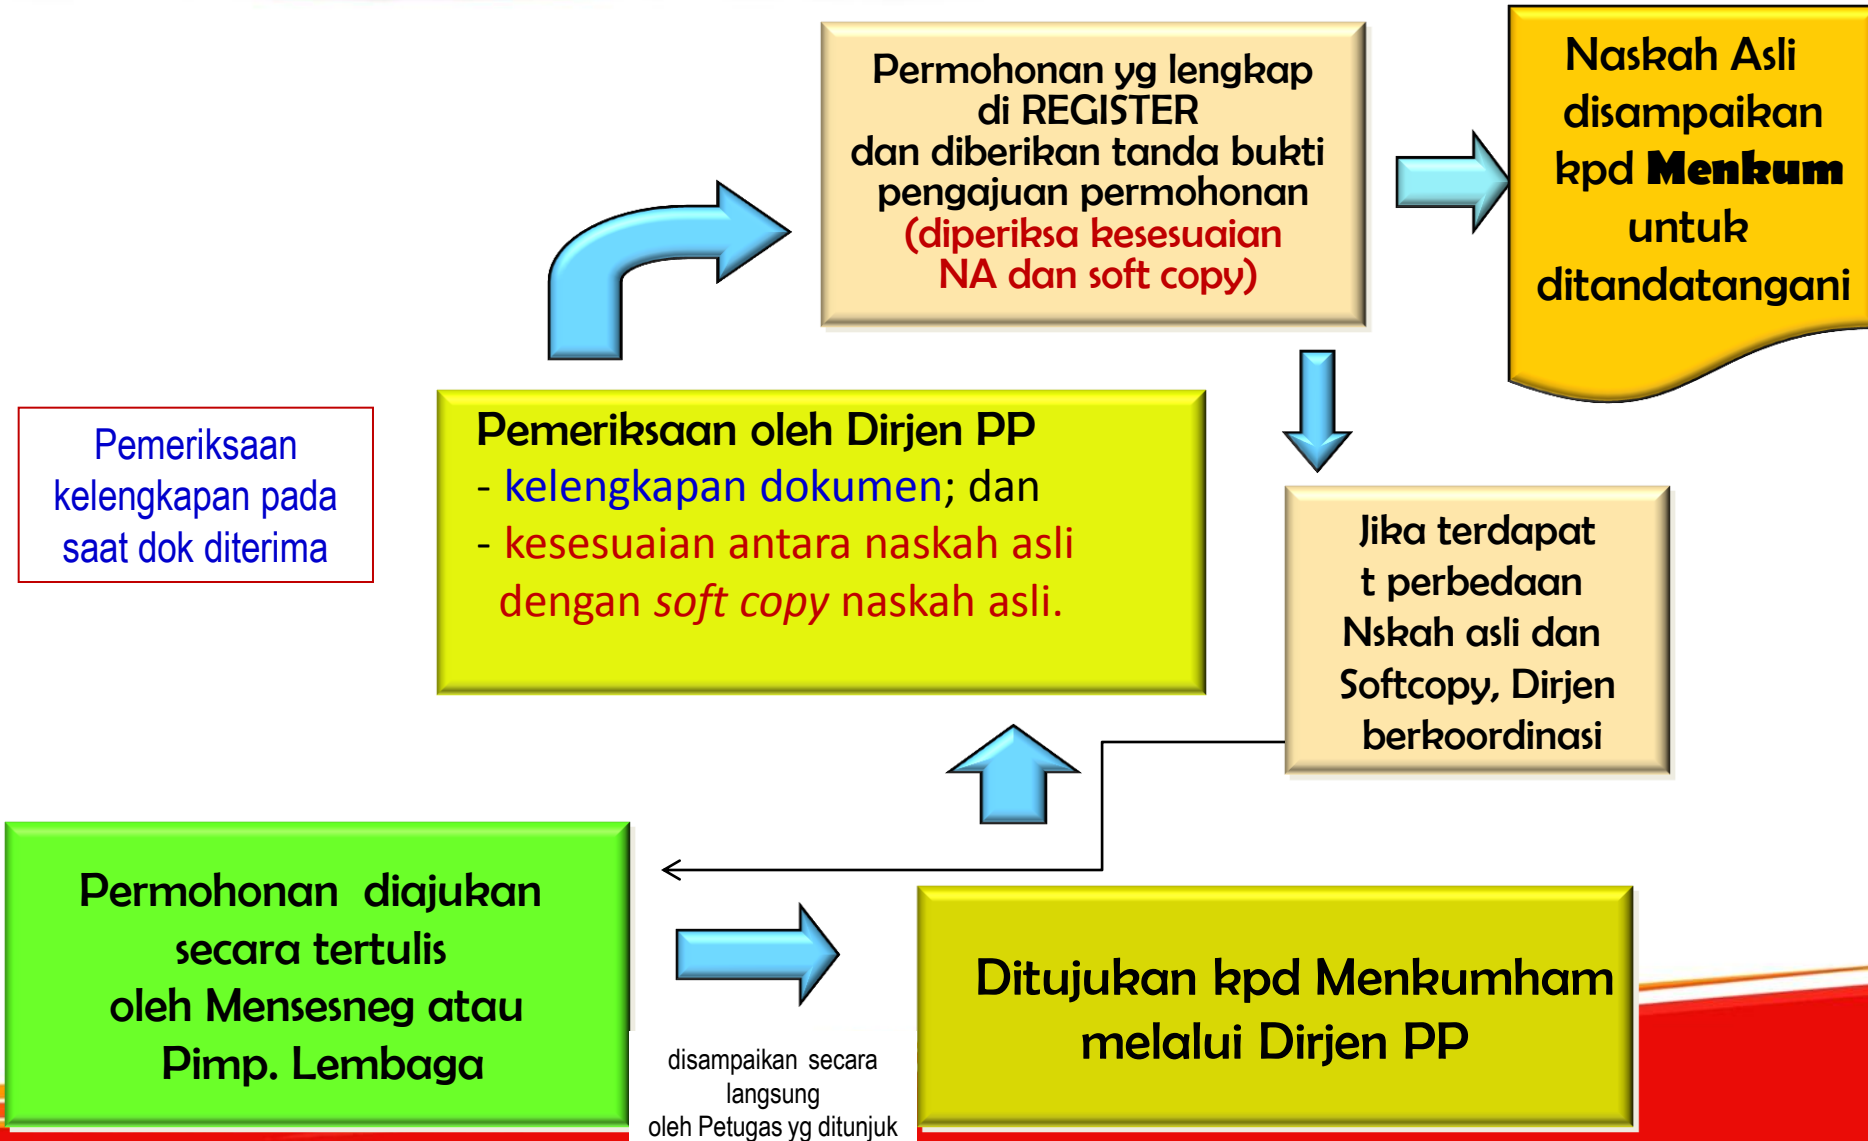 Permohonan yg lengkap
di REGISTER
dan diberikan tanda bukti
pengajuan permohonan
(diperiksa kesesuaian
NA dan soft copy)
Naskah Asli
disampaikan
kpd Menkum
untuk
ditandatangani
Pemeriksaan
kelengkapan pada
saat dok diterima
Pemeriksaan oleh Dirjen PP
- kelengkapan dokumen; dan
- kesesuaian antara naskah asli
dengan soft copy naskah asli.
Jika terdapat
t perbedaan
Nskah asli dan
Softcopy, Dirjen
berkoordinasi
Permohonan diajukan
secara tertulis
oleh Mensesneg atau
Pimp. Lembaga
disampaikan secara
langsung
oleh Petugas yg ditunjuk
Ditujukan kpd Menkumham
melalui Dirjen PP